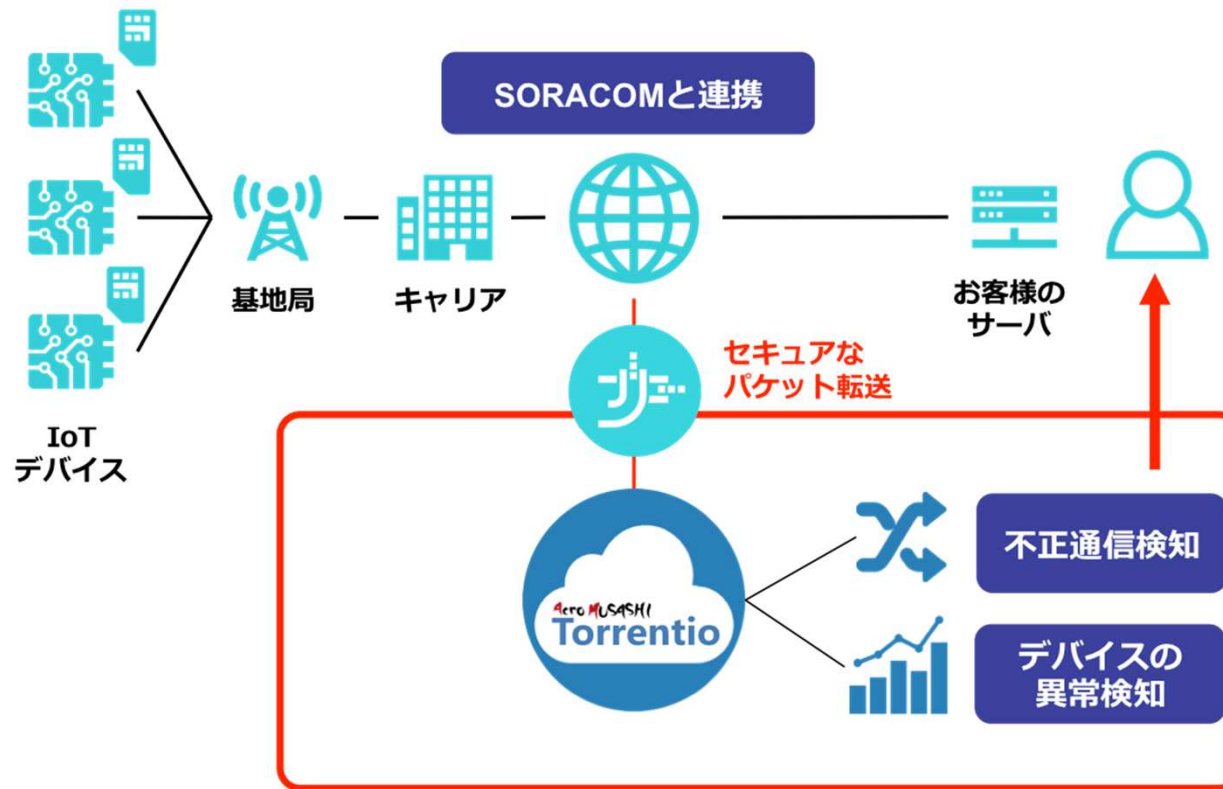 SORACOMと連携
基地局
キャリア
お客様の
サーバ
IoT
デバイス
セキュアな
パケット転送
Acro MUSASHI
Torrentio
不正通信検知
デバイスの
異常検知